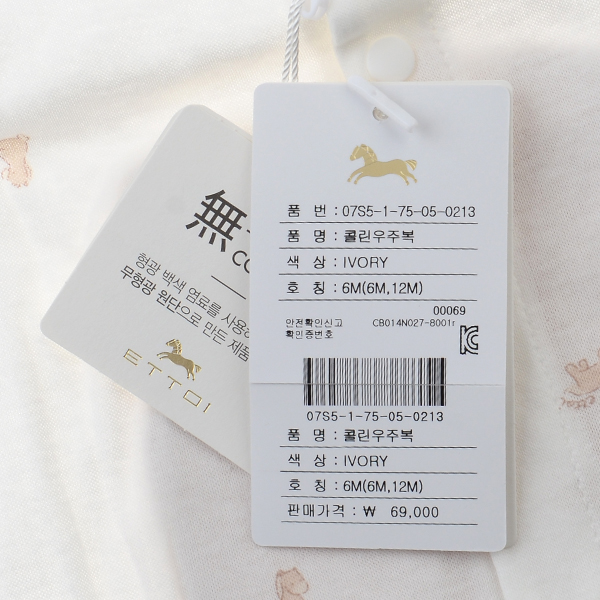 無
CO
형광 백색 염료를 사용하
무형광 원단으로 만든 제품
ETTOI
품 번 : 07S5-1-75-05-0213
품 명 : 콜린우주복
색 상 : IVORY
호 칭 : 6M(6M,12M)
00069
안전확인신고 CB014N027-8001r
확인증번호
07S5-1-75-05-0213
품 명 : 콜린우주복
색 상 : IVORY
호 칭 : 6M(6M,12M)
판매가격 : ₩ 69,000
ettoi